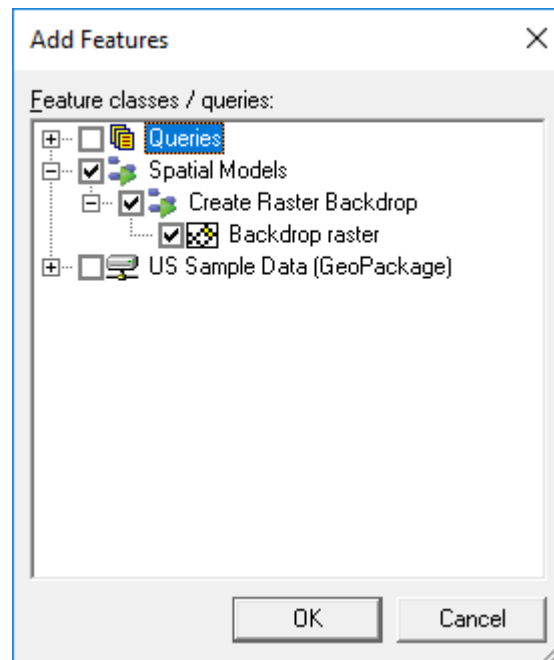 Add Features
Feature classes / queries:
Queries
Spatial Models
Create Raster Backdrop
Backdrop raster
US Sample Data (GeoPackage)
OK Cancel